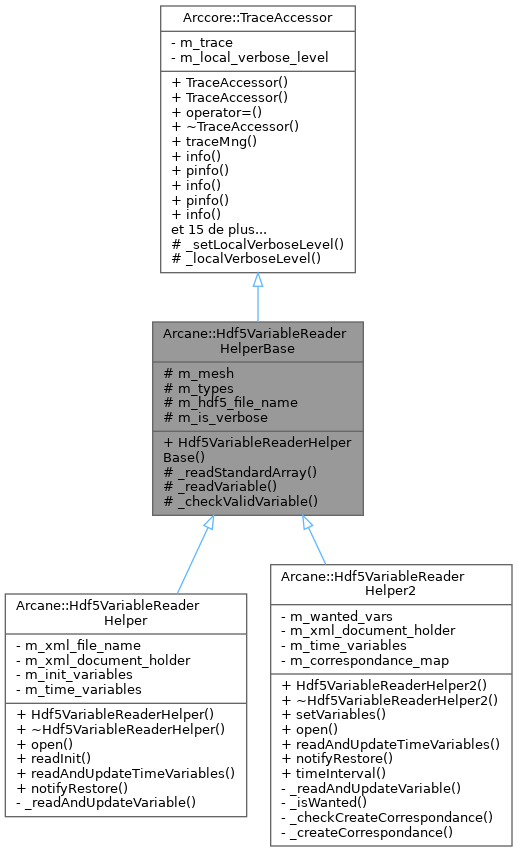 Arccore::TraceAccessor
- m_trace
- m_local_verbose_level
+ TraceAccessor()
+ TraceAccessor()
+ operator=()
+ ~TraceAccessor()
+ traceMng()
+ info()
+ pinfo()
+ info()
+ pinfo()
+ info()
et 15 de plus...
# _setLocalVerboseLevel()
# _localVerboseLevel()
Arcane::Hdf5VariableReader
HelperBase
# m_mesh
# m_types
# m_hdf5_file_name
# m_is_verbose
+ Hdf5VariableReaderHelper
Base()
# _readStandardArray()
# _readVariable()
# _checkValidVariable()
Arcane::Hdf5VariableReader
Helper
- m_xml_file_name
- m_xml_document_holder
- m_init_variables
- m_time_variables
+ Hdf5VariableReaderHelper()
+ ~Hdf5VariableReaderHelper()
+ open()
+ readInit()
+ readAndUpdateTimeVariables()
+ notifyRestore()
- _readAndUpdateVariable()
Arcane::Hdf5VariableReader
Helper2
- m_wanted_vars
- m_xml_document_holder
- m_time_variables
- m_correspondance_map
+ Hdf5VariableReaderHelper2()
+ ~Hdf5VariableReaderHelper2()
+ setVariables()
+ open()
+ readAndUpdateTimeVariables()
+ notifyRestore()
+ timeInterval()
- _readAndUpdateVariable()
- _isWanted()
- _checkCreateCorrespondance()
- _createCorrespondance()